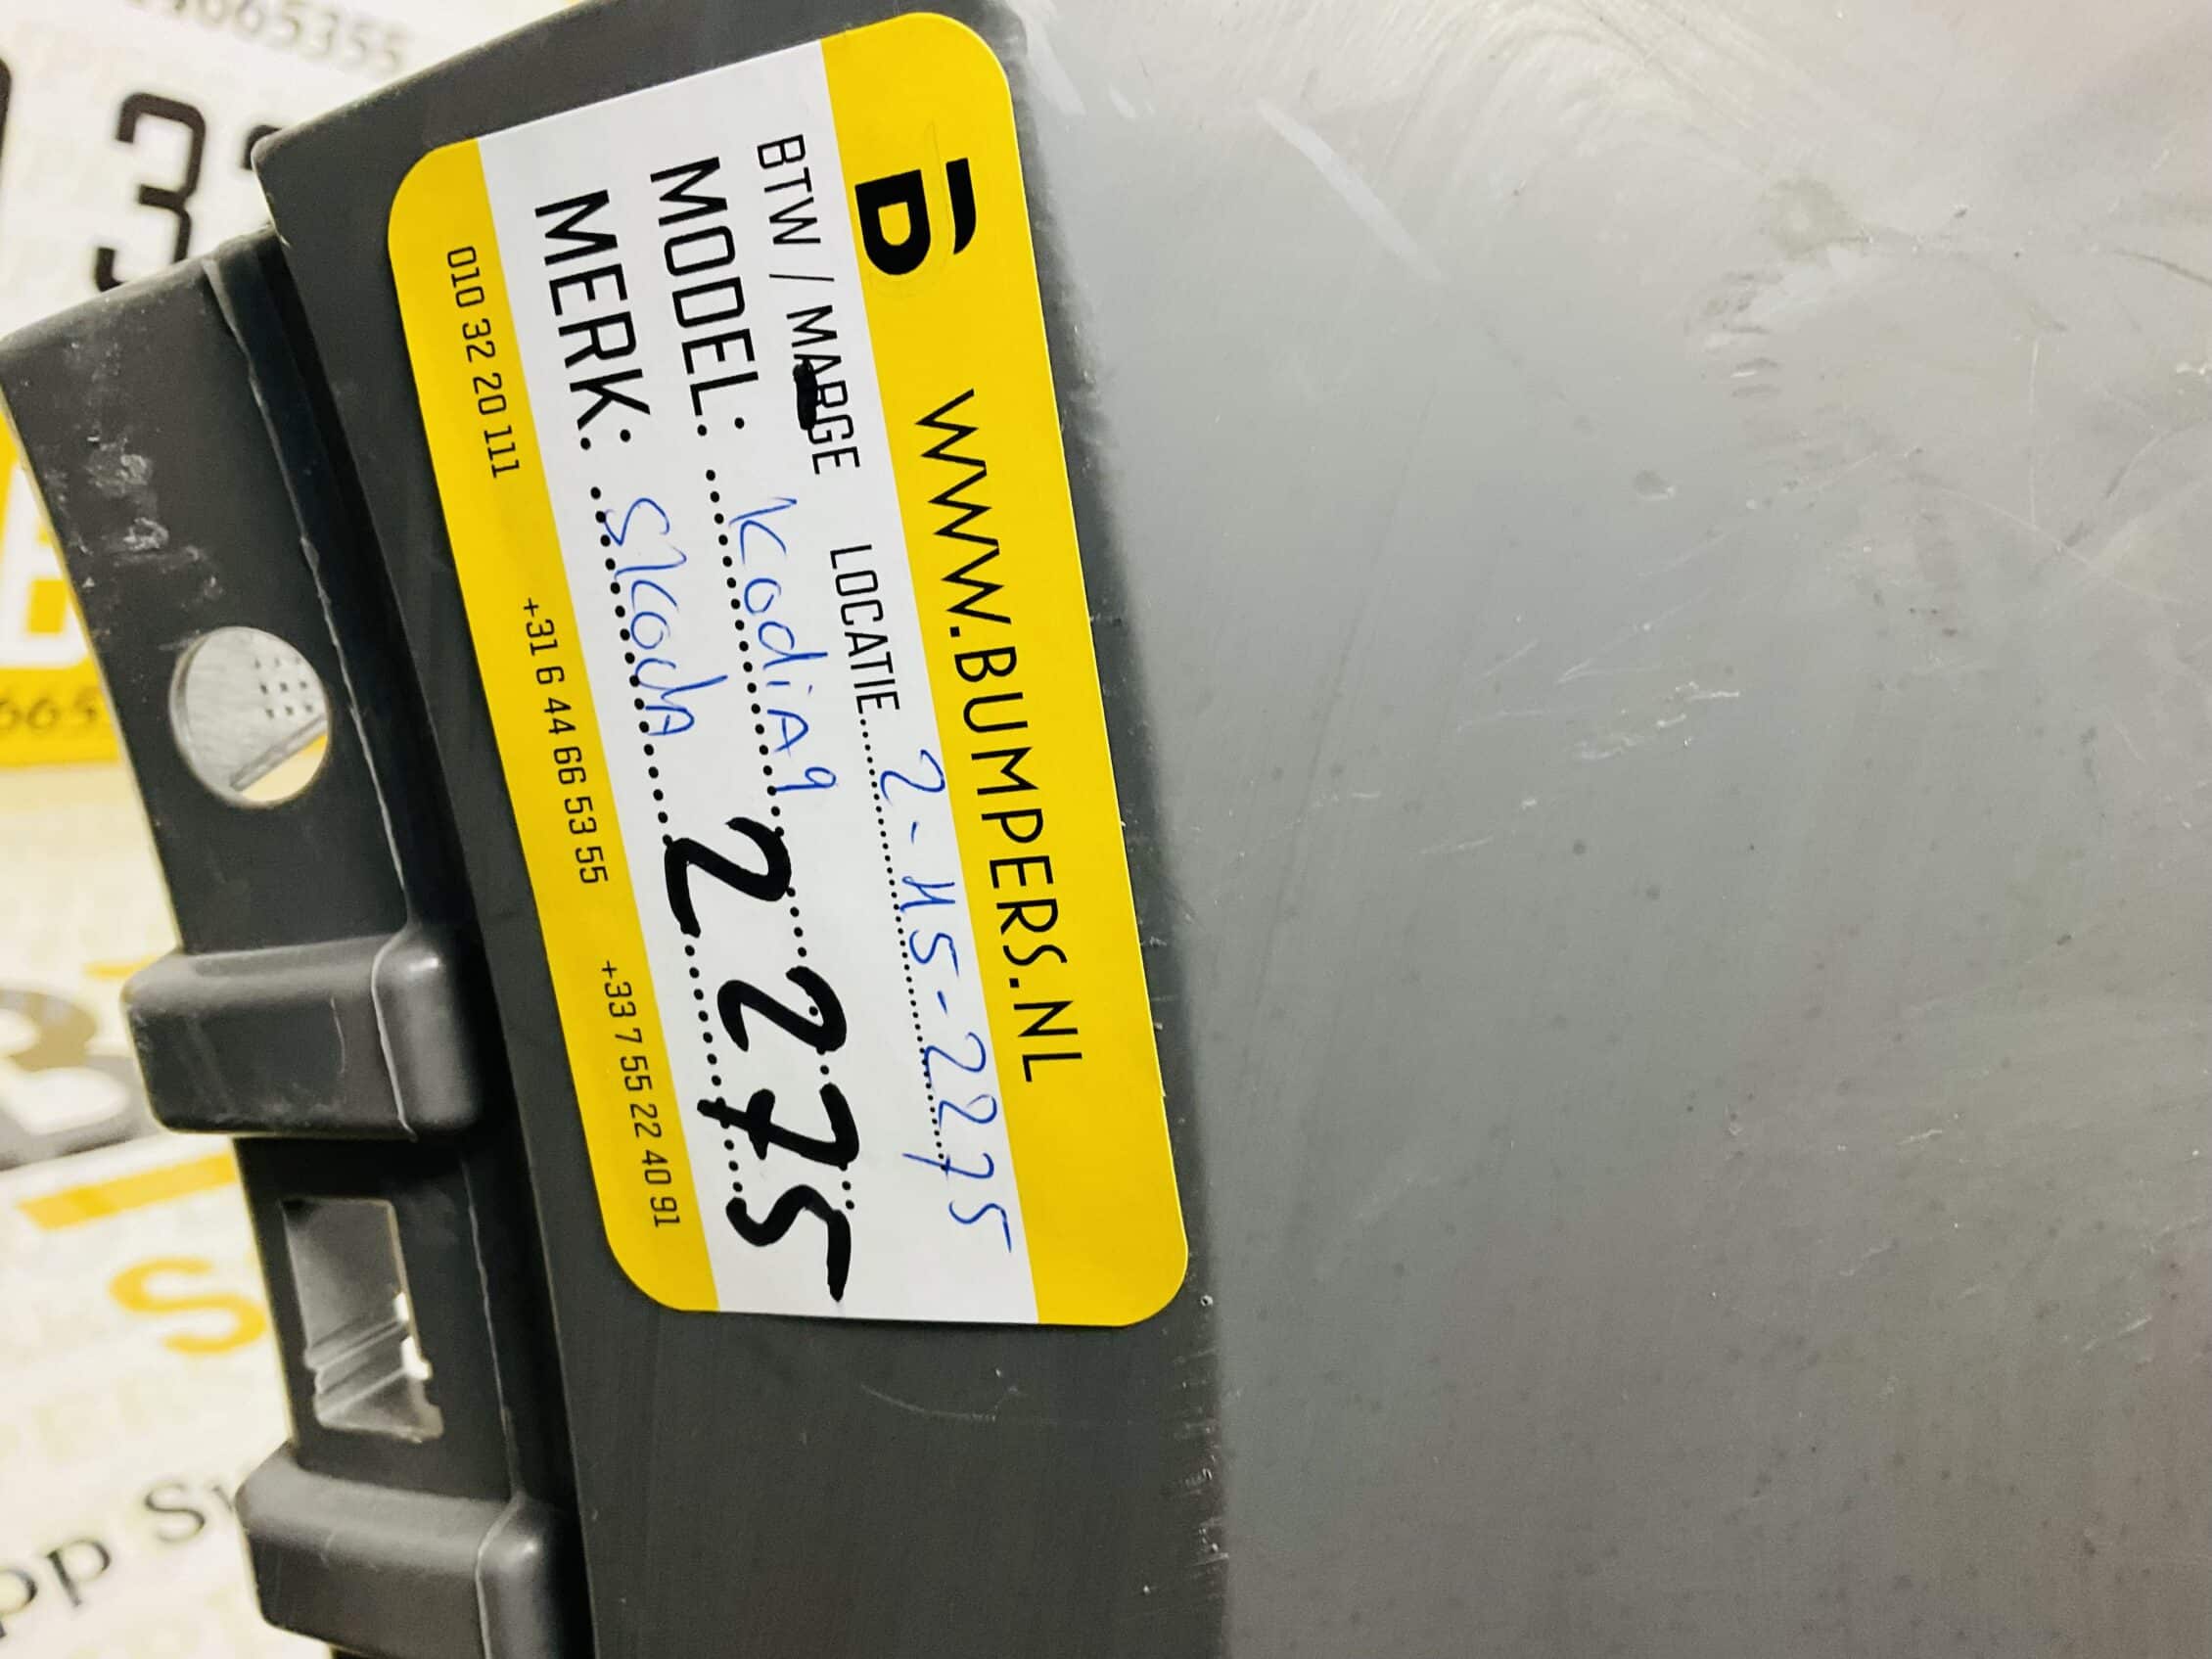 WWW.BUMPERS.NL
BTW / MARGE LOCATIE 2-H5-2275
MODEL: Kodiaq
MERK: Skoda
2275
010 32 20 111 +31 6 44 66 53 55 +33 7 55 22 40 91